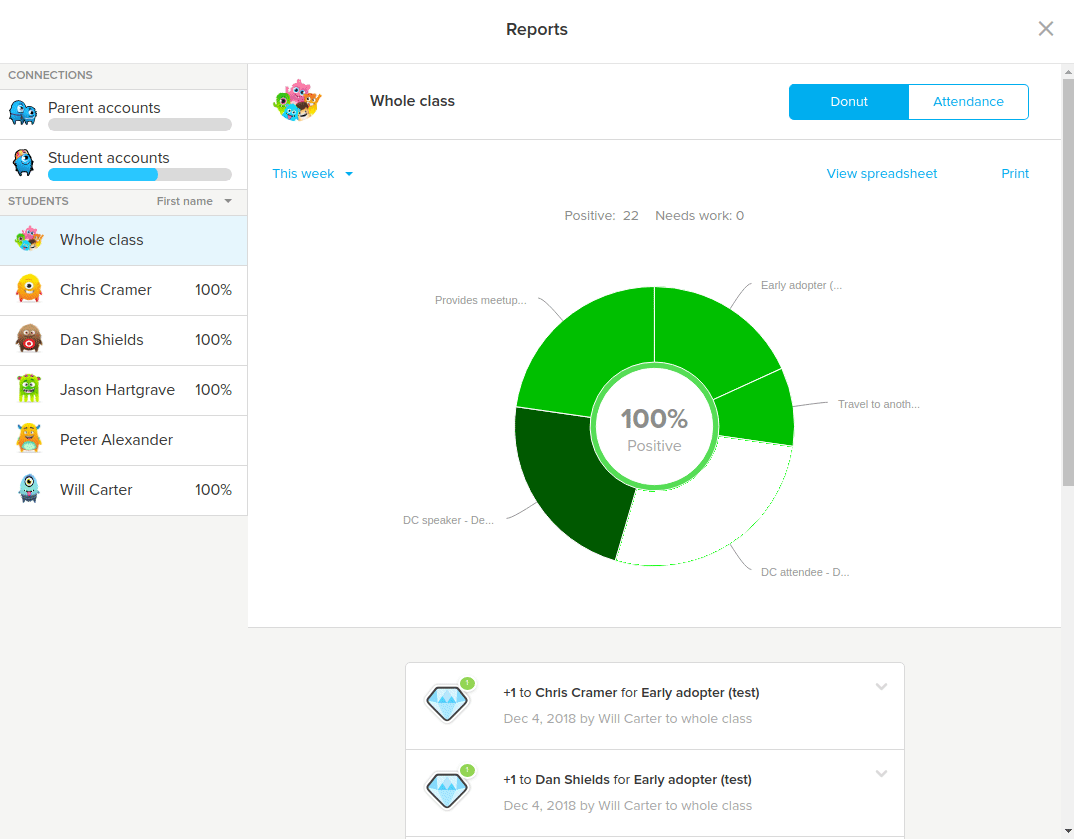 Reports
CONNECTIONS
Parent accounts
Student accounts
STUDENTS First name
Whole class
Chris Cramer 100%
Dan Shields 100%
Jason Hartgrave 100%
Peter Alexander
Will Carter 100%
Whole class
Donut Attendance
This week View spreadsheet Print
Positive: 22 Needs work: 0
Early adopter (...
Provides meetup...
Travel to anoth...
100%
Positive
DC speaker - De...
DC attendee - D...
1
+1 to Chris Cramer for Early adopter (test)
Dec 4, 2018 by Will Carter to whole class
1
+1 to Dan Shields for Early adopter (test)
Dec 4, 2018 by Will Carter to whole class